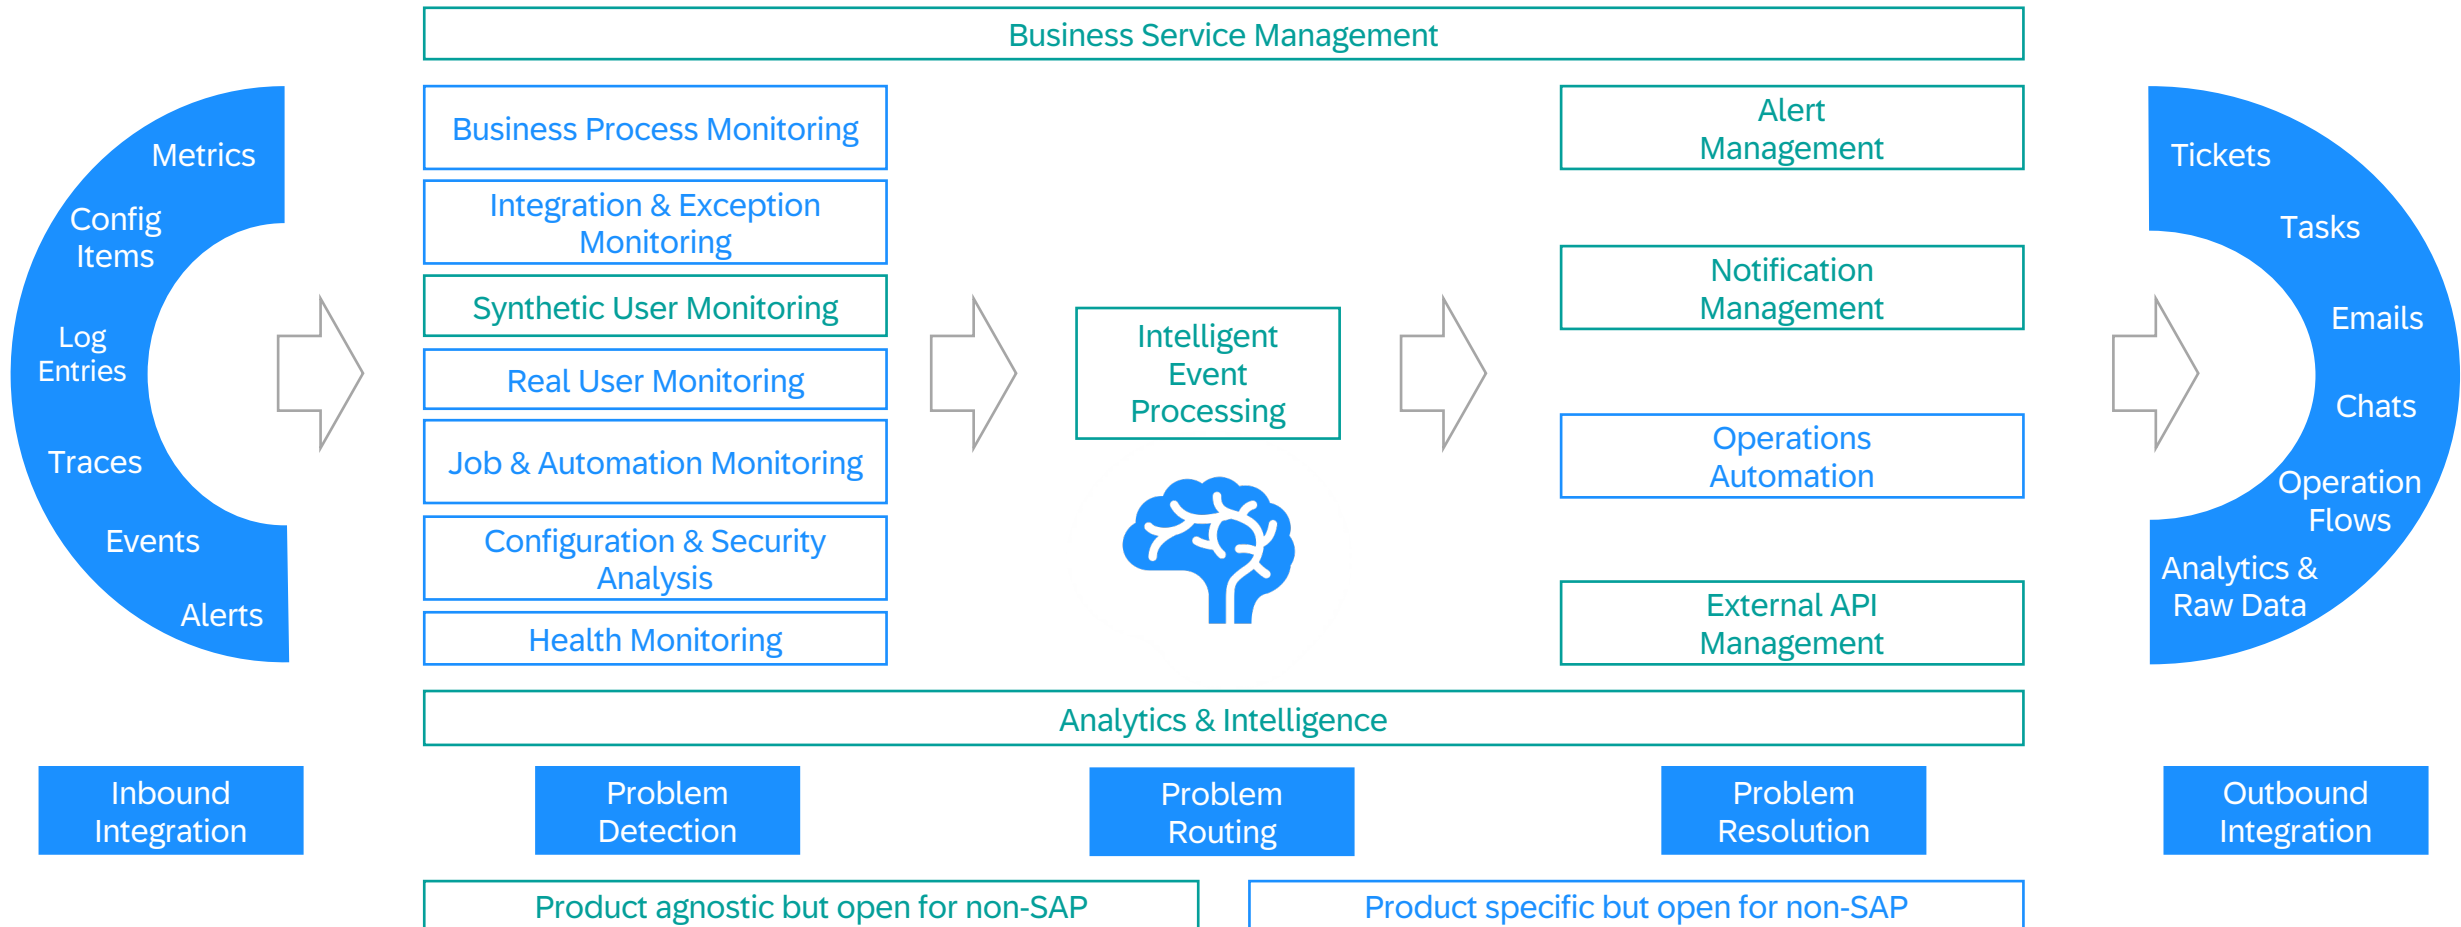 Business Service Management
Metrics
Config
Items
Log
Entries
Traces
Events
Alerts
Business Process Monitoring
Integration & Exception
Monitoring
Synthetic User Monitoring
Real User Monitoring
Job & Automation Monitoring
Configuration & Security
Analysis
Health Monitoring
Intelligent
Event
Processing
Alert
Management
Notification
Management
Operations
Automation
External API
Management
Tickets
Tasks
Emails
Chats
Operation
Flows
Analytics &
Raw Data
Analytics & Intelligence
Inbound
Integration
Problem
Detection
Problem
Routing
Problem
Resolution
Outbound
Integration
Product agnostic but open for non-SAP
Product specific but open for non-SAP